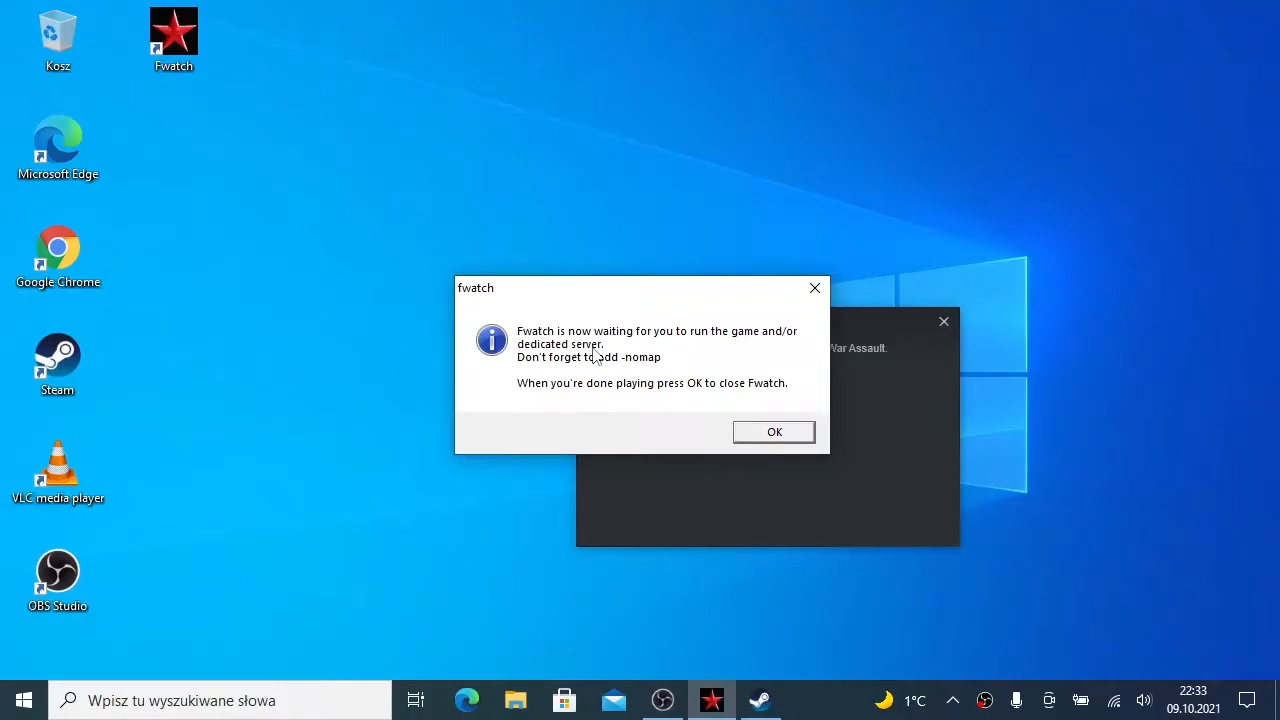 Kosz
Fwatch
Microsoft Edge
Google Chrome
Steam
VLC media player
OBS Studio
fwatch
Fwatch is now waiting for you to run the game and/or
dedicated server.
Don't forget to add -nomap
When you're done playing press OK to close Fwatch.
OK
War Assault.
Wpisz tu wyszukiwane słowa
1°C
22:33
09.10.2021